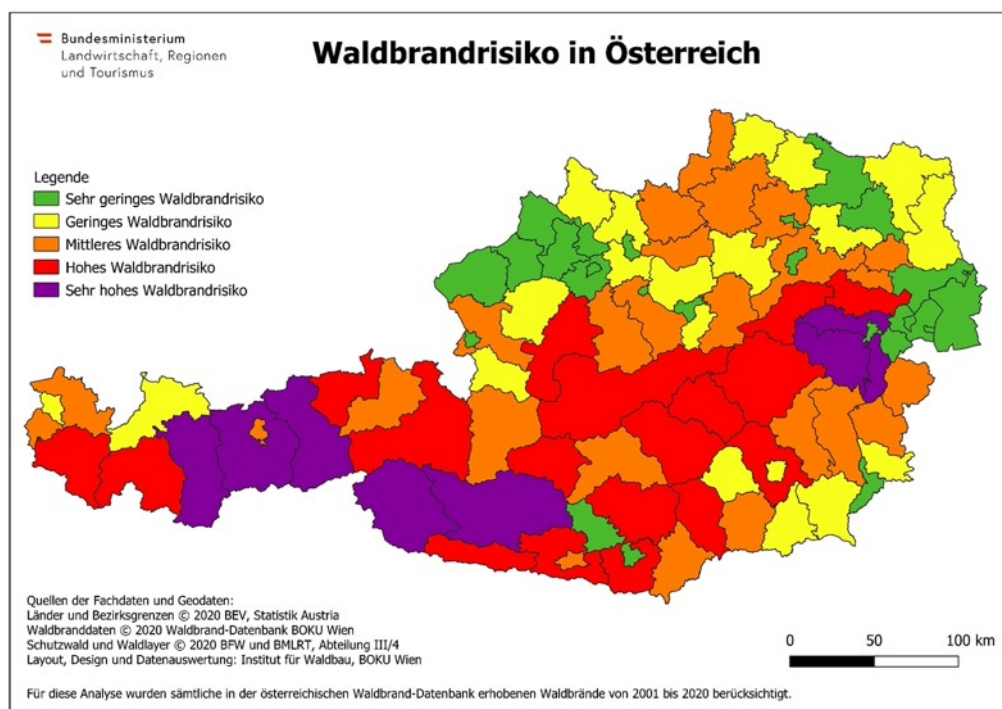 Bundesministerium
Landwirtschaft, Regionen
und Tourismus
Waldbrandrisiko in Österreich
Legende
Sehr geringes Waldbrandrisiko
Geringes Waldbrandrisiko
Mittleres Waldbrandrisiko
Hohes Waldbrandrisiko
Sehr hohes Waldbrandrisiko
Quellen der Fachdaten und Geodaten:
Länder und Bezirksgrenzen © 2020 BEV, Statistik Austria
Waldbranddaten © 2020 Waldbrand-Datenbank BOKU Wien
Schutzwald und Waldlayer © 2020 BFW und BMLRT, Abteilung III/4
Layout, Design und Datenauswertung: Institut für Waldbau, BOKU Wien
0 50 100 km
Für diese Analyse wurden sämtliche in der österreichischen Waldbrand-Datenbank erhobenen Waldbrände von 2001 bis 2020 berücksichtigt.